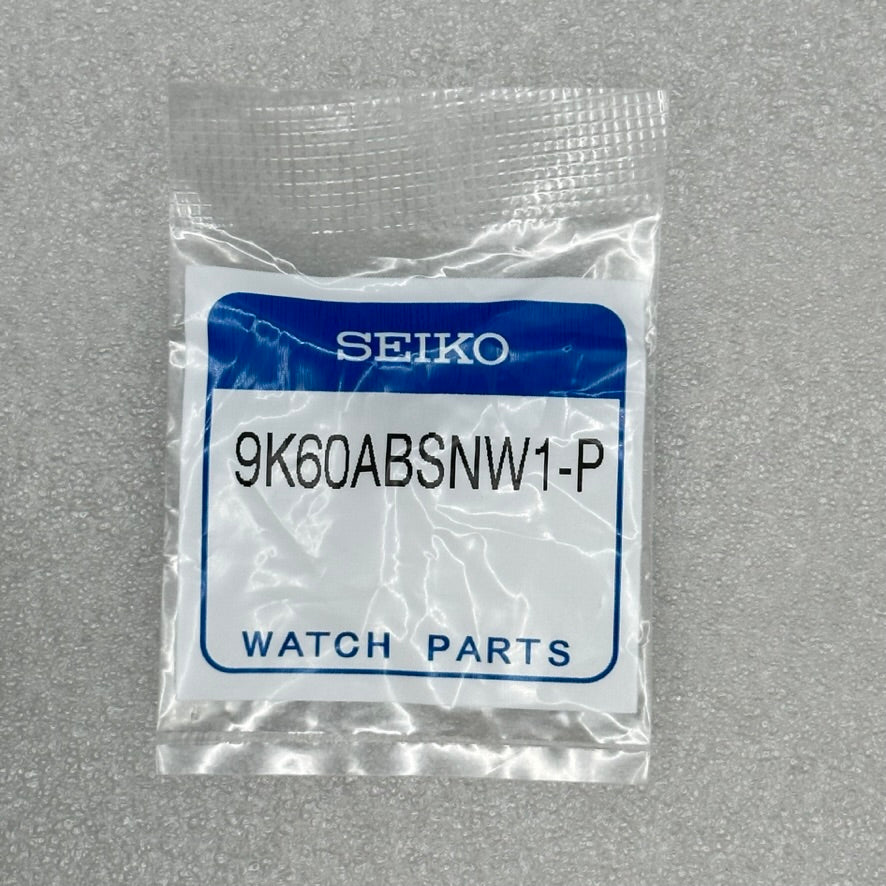 SEIKO
9K60ABSNW1-P
WATCH PARTS